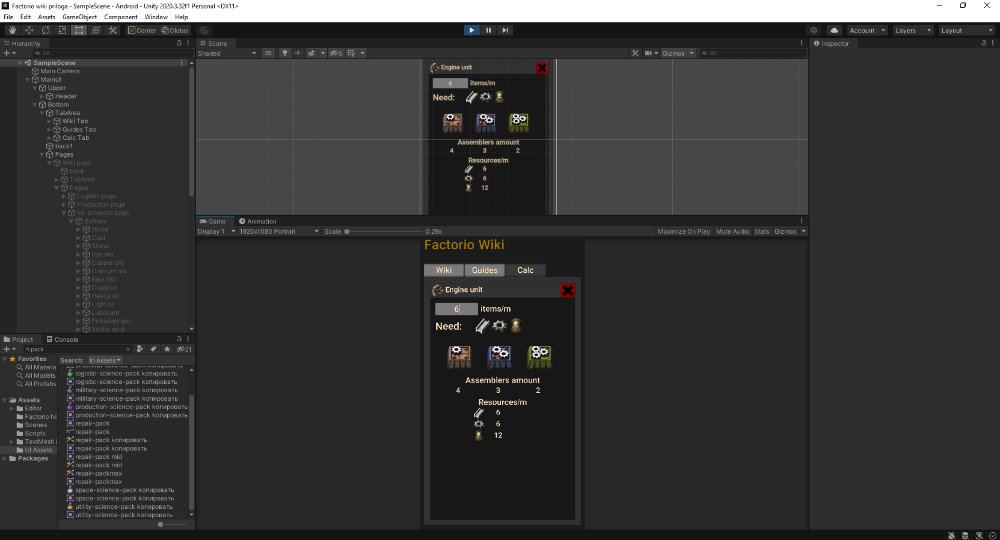 Factorio wiki priloga - SampleScene - Android - Unity 2020.3.32f1 Personal <DX11>
File Edit Assets GameObject Component Window Help
Center Global
Account Layers Layout
Hierarchy
All
SampleScene
Main Camera
MainUI
Upper
Header
Bottom
TabArea
Wiki Tab
Guides Tab
Calc Tab
back1
Pages
Wiki page
back
TabArea
Pages
Logistic page
Production page
Int. products page
Buttons
Wood
Coal
Stone
Iron ore
Copper ore
Uranium ore
Raw fish
Crude oil
Heavy oil
Light oil
Lubricant
Petrolium gas
Sulfric acid
Scene
Shaded 2D 0 Gizmos All
Engine unit
6 items/m
Need:
Assemblers amount
4 3 2
Resources/m
6
6
12
Game Animation
Display 1 1920x1080 Portrait Scale 0.29x Maximize On Play Mute Audio Stats Gizmos
Factorio Wiki
Wiki Guides Calc
Engine unit
6 items/m
Need:
Assemblers amount
4 3 2
Resources/m
6
6
12
Inspector
Project Console
pack 21
Favorites
All Materia
All Models
All Prefabs
Assets
Editor
Factorio he
Scenes
Scripts
TextMesh
UI Assets
Packages
Search: In Assets
chemical-science-pack копировать
logistic-science-pack копировать
logistic-science-pack копировать
military-science-pack копировать
military-science-pack копировать
production-science-pack копировать
production-science-pack копировать
repair-pack
repair-pack
repair-pack копировать
repair-pack копировать
repair-pack mid
repair-pack mid
repair-packmax
repair-packmax
space-science-pack копировать
space-science-pack копировать
utility-science-pack копировать
utility-science-pack копировать